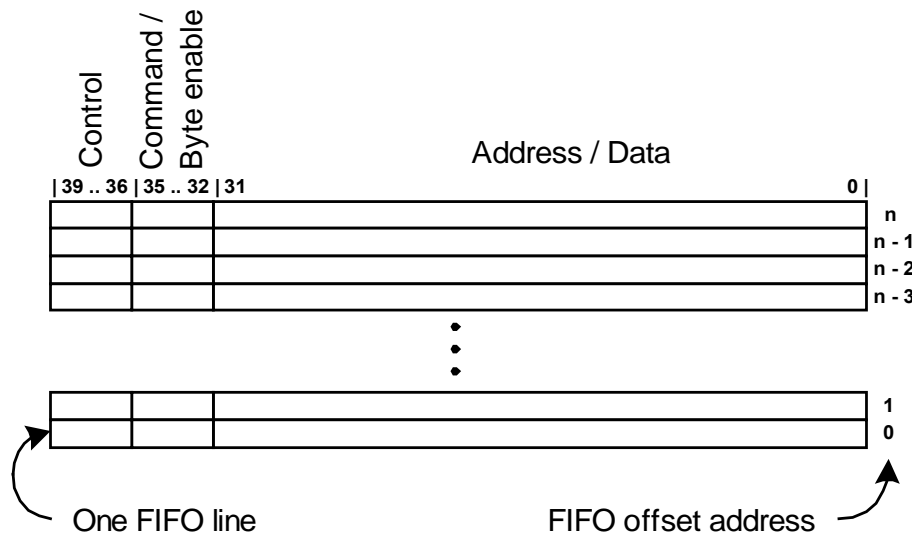 Control
Command /
Byte enable
Address / Data
| 39 .. 36 | 35 .. 32 | 31 0 |
n
n - 1
n - 2
n - 3
1
0
One FIFO line
FIFO offset address